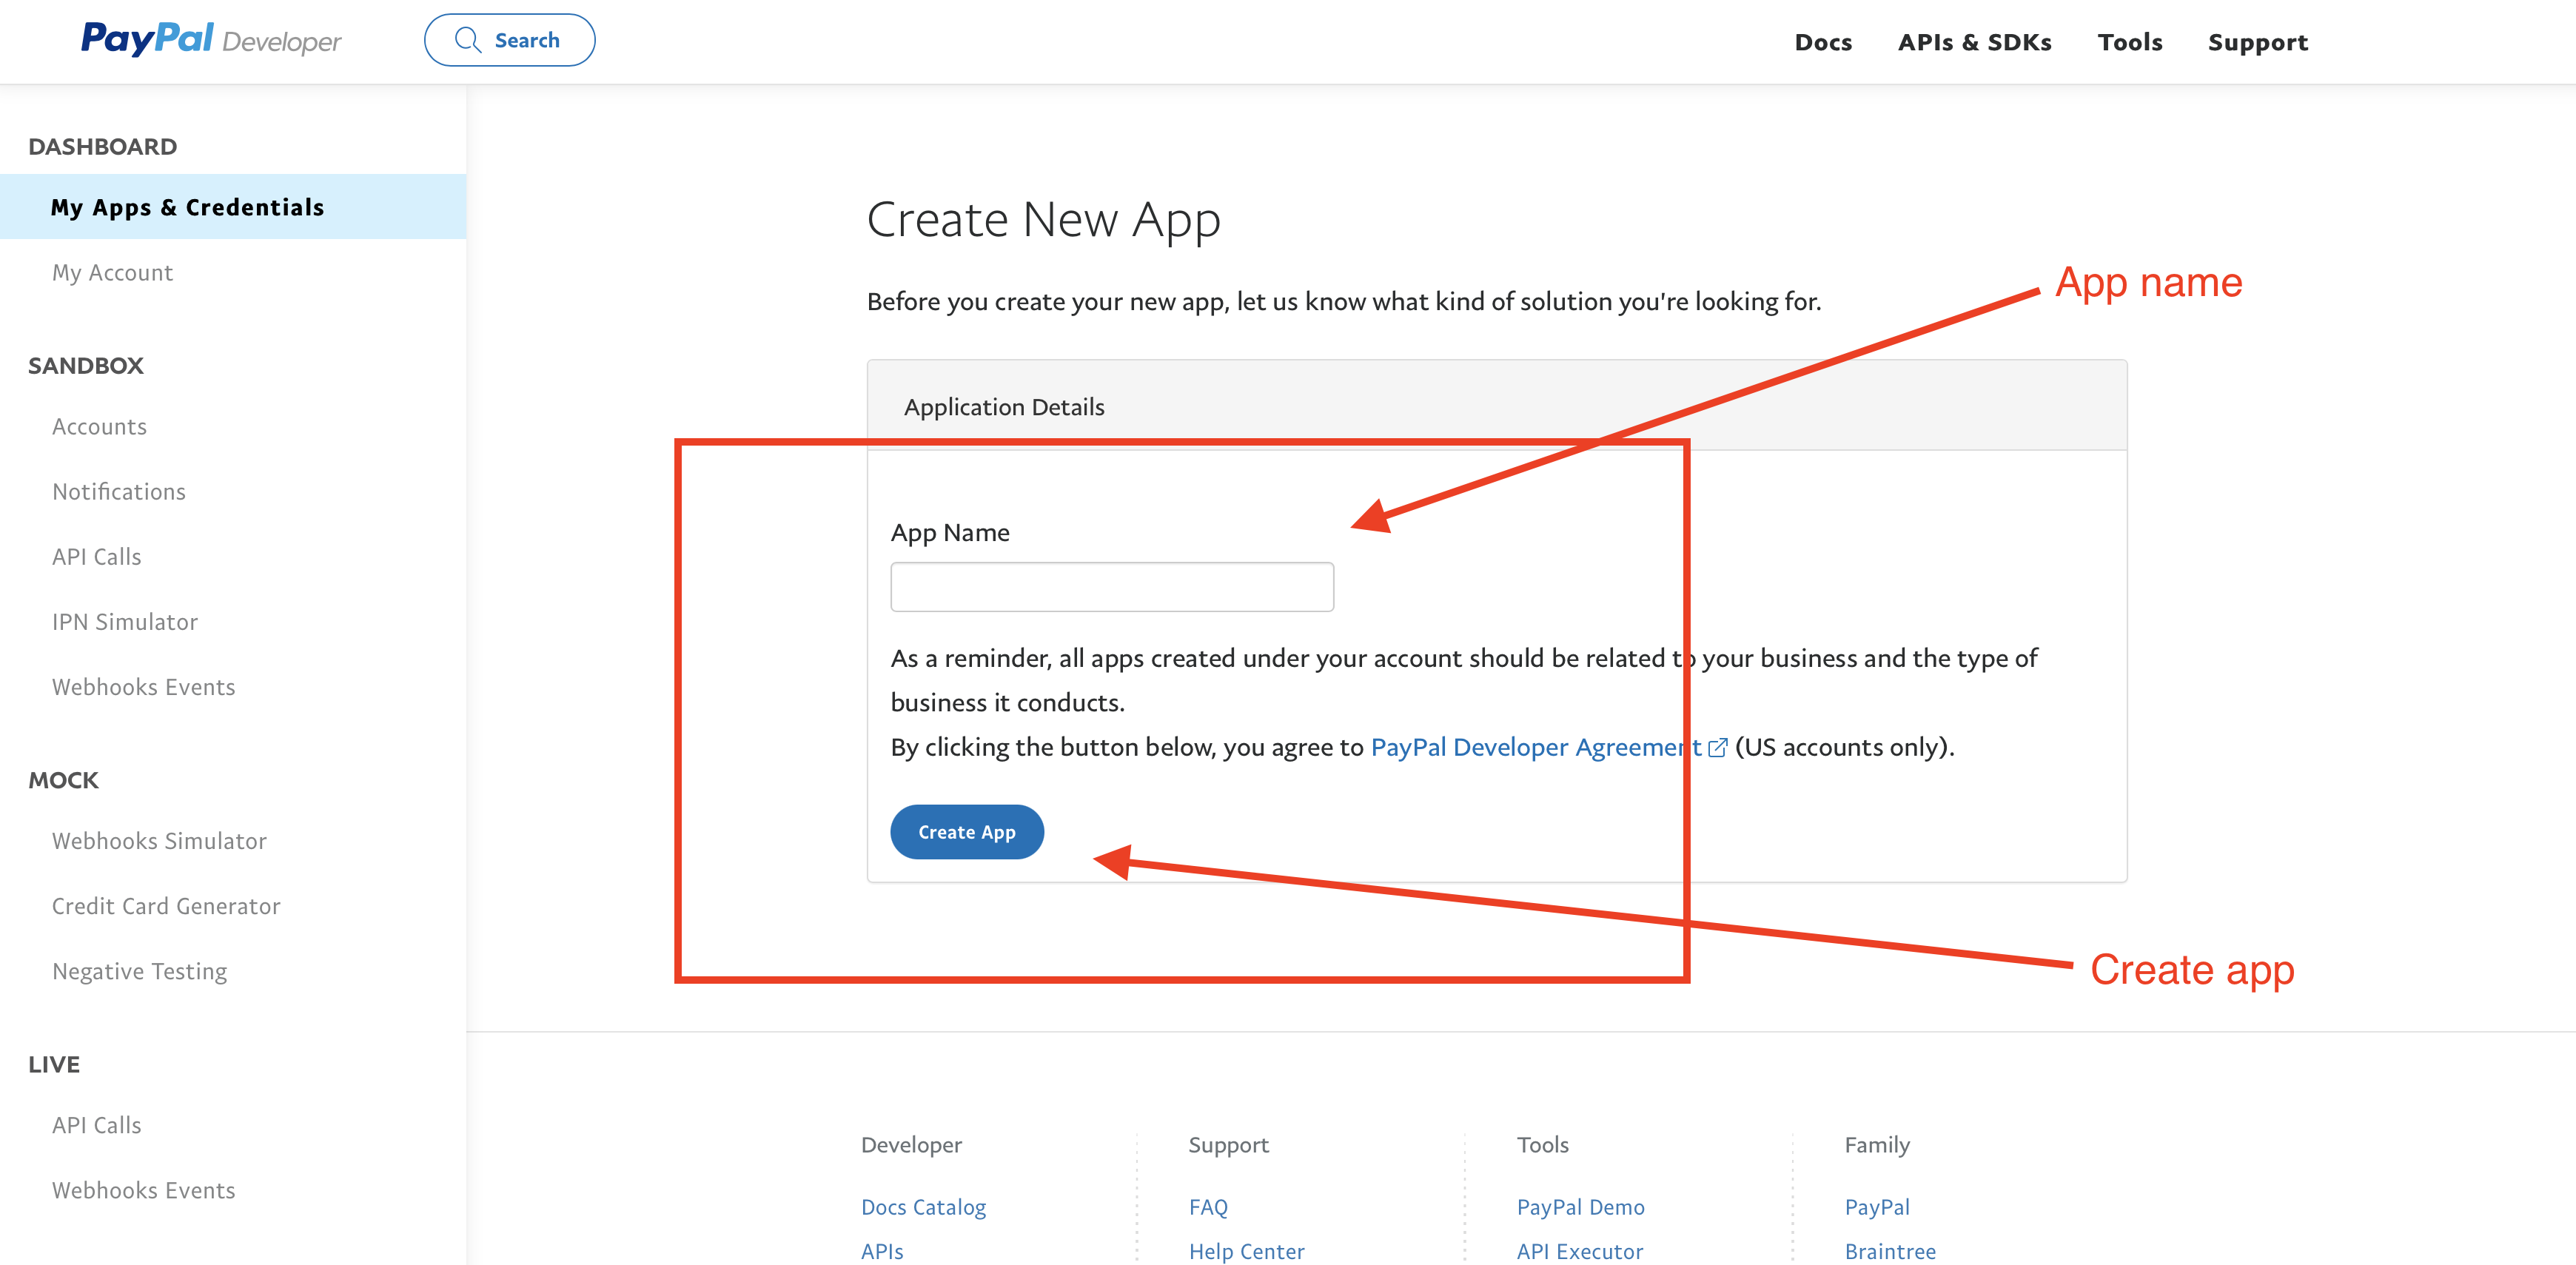 PayPal Developer
Search
Docs
APIs & SDKs
Tools
Support
DASHBOARD
My Apps & Credentials
My Account
SANDBOX
Accounts
Notifications
API Calls
IPN Simulator
Webhooks Events
MOCK
Webhooks Simulator
Credit Card Generator
Negative Testing
LIVE
API Calls
Webhooks Events
Create New App
Before you create your new app, let us know what kind of solution you're looking for.
App name
Application Details
App Name
As a reminder, all apps created under your account should be related to your business and the type of
business it conducts.
By clicking the button below, you agree to PayPal Developer Agreement (US accounts only).
Create App
Create app
Developer
Docs Catalog
APIs
Support
FAQ
Help Center
Tools
PayPal Demo
API Executor
Family
PayPal
Braintree